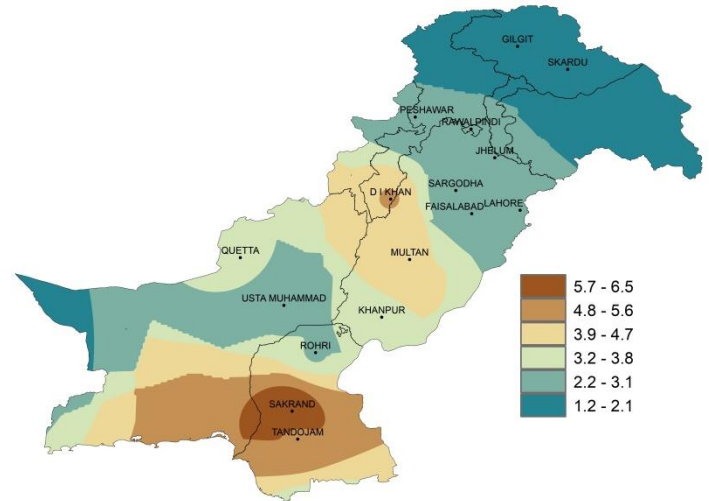 GILGIT
SKARDU
PESHAWAR
RAWALPINDI
JHELUM
SARGODHA
D I KHAN
FAISALABAD
LAHORE
QUETTA
MULTAN
USTA MUHAMMAD
KHANPUR
ROHRI
SAKRAND
TANDOJAM
5.7 - 6.5
4.8 - 5.6
3.9 - 4.7
3.2 - 3.8
2.2 - 3.1
1.2 - 2.1